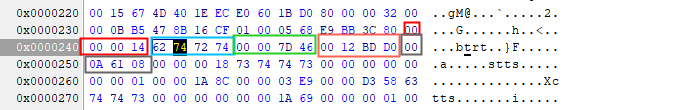 0x0000220 00 15 67 4D 40 1E EC E0 60 1B D0 80 00 00 32 00 ..gM@...`.....2.
0x0000230 00 0B B5 47 8B 16 CF 01 00 05 68 E9 BB 3C 80 00 ...G......h..<..
0x0000240 00 00 14 62 74 72 74 00 00 7D 46 00 12 BD D0 00 ...btrt..}F.....
0x0000250 0A 61 08 00 00 00 18 73 74 74 73 00 00 00 00 00 .a.....stts.....
0x0000260 00 00 01 00 00 1A 8C 00 00 03 E9 00 00 D3 58 63 ..............Xc
0x0000270 74 74 73 00 00 00 00 00 00 1A 69 00 00 00 01 00 tts.......i.....